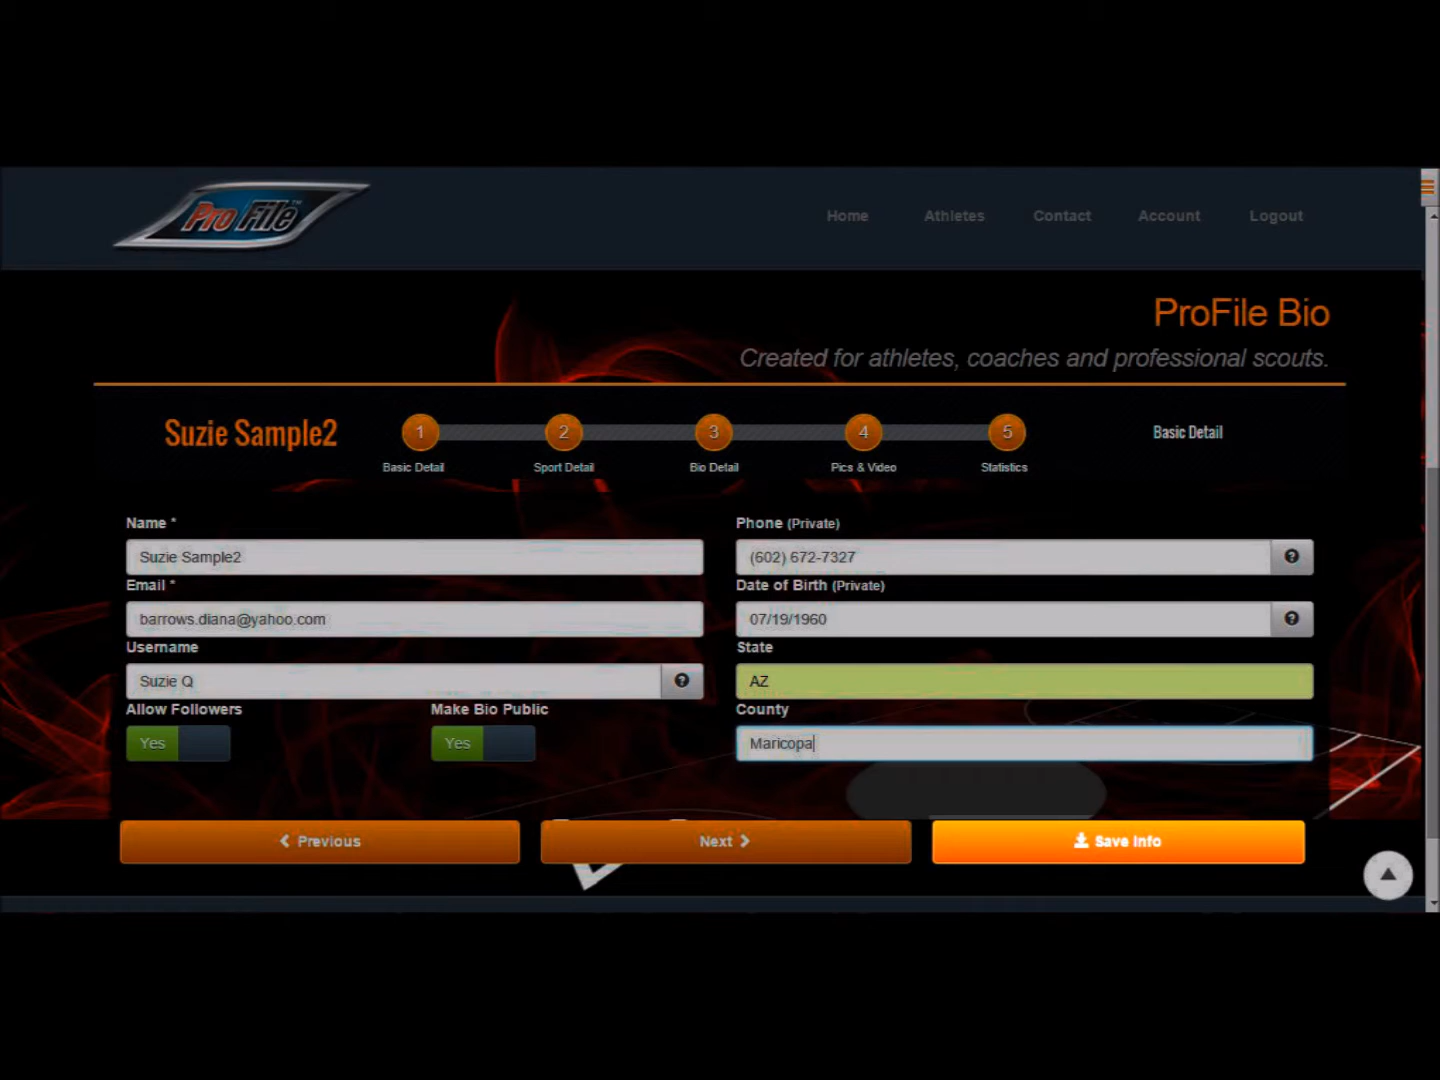 Pro File™
Home Athletes Contact Account Logout
ProFile Bio
Created for athletes, coaches and professional scouts.
Suzie Sample2
1 2 3 4 5
Basic Detail Sport Detail Bio Detail Pics & Video Statistics
Basic Detail
Name *
Suzie Sample2
Email *
barrows.diana@yahoo.com
Username
Suzie Q
Allow Followers Make Bio Public
Yes Yes
Phone (Private)
(602) 672-7327
Date of Birth (Private)
07/19/1960
State
AZ
County
Maricopa
Previous Next Save Info